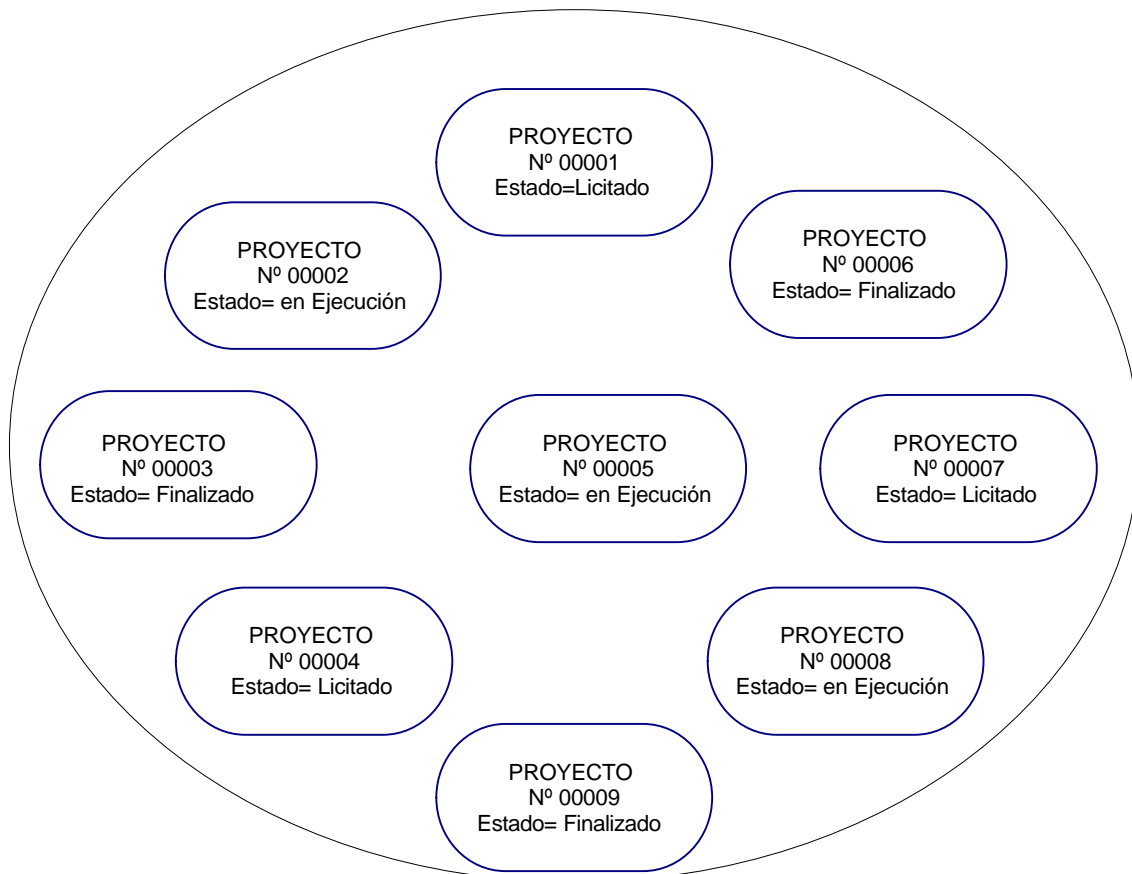 PROYECTO
Nº 00001
Estado=Licitado
PROYECTO
Nº 00002
Estado= en Ejecución
PROYECTO
Nº 00006
Estado= Finalizado
PROYECTO
Nº 00003
Estado= Finalizado
PROYECTO
Nº 00005
Estado= en Ejecución
PROYECTO
Nº 00007
Estado= Licitado
PROYECTO
Nº 00004
Estado= Licitado
PROYECTO
Nº 00008
Estado= en Ejecución
PROYECTO
Nº 00009
Estado= Finalizado